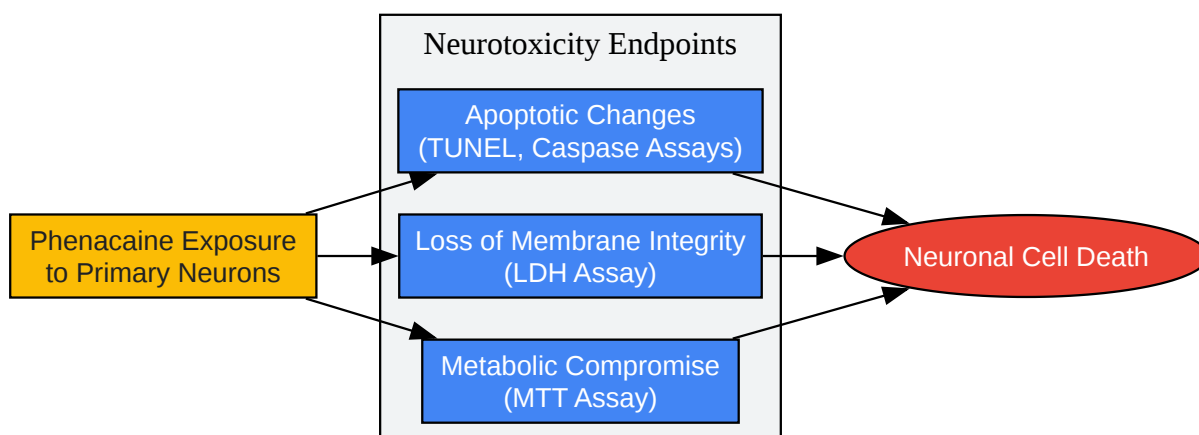 Neurotoxicity Endpoints
Apoptotic Changes
(TUNEL, Caspase Assays)
Phenacaine Exposure
to Primary Neurons
Loss of Membrane Integrity
(LDH Assay)
Neuronal Cell Death
Metabolic Compromise
(MTT Assay)